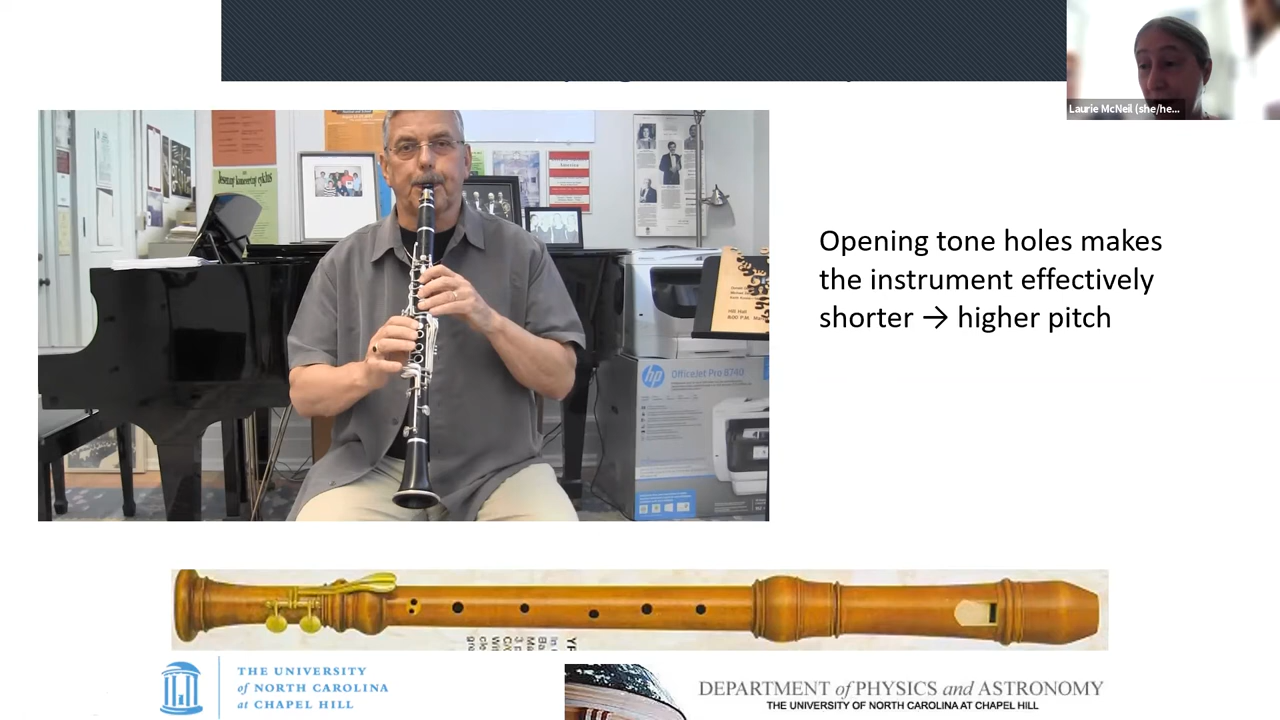 Laurie McNeil (she/he...
Opening tone holes makes
the instrument effectively
shorter → higher pitch
hp OfficeJet Pro 8740
THE UNIVERSITY
of NORTH CAROLINA
at CHAPEL HILL
DEPARTMENT of PHYSICS and ASTRONOMY
THE UNIVERSITY OF NORTH CAROLINA AT CHAPEL HILL